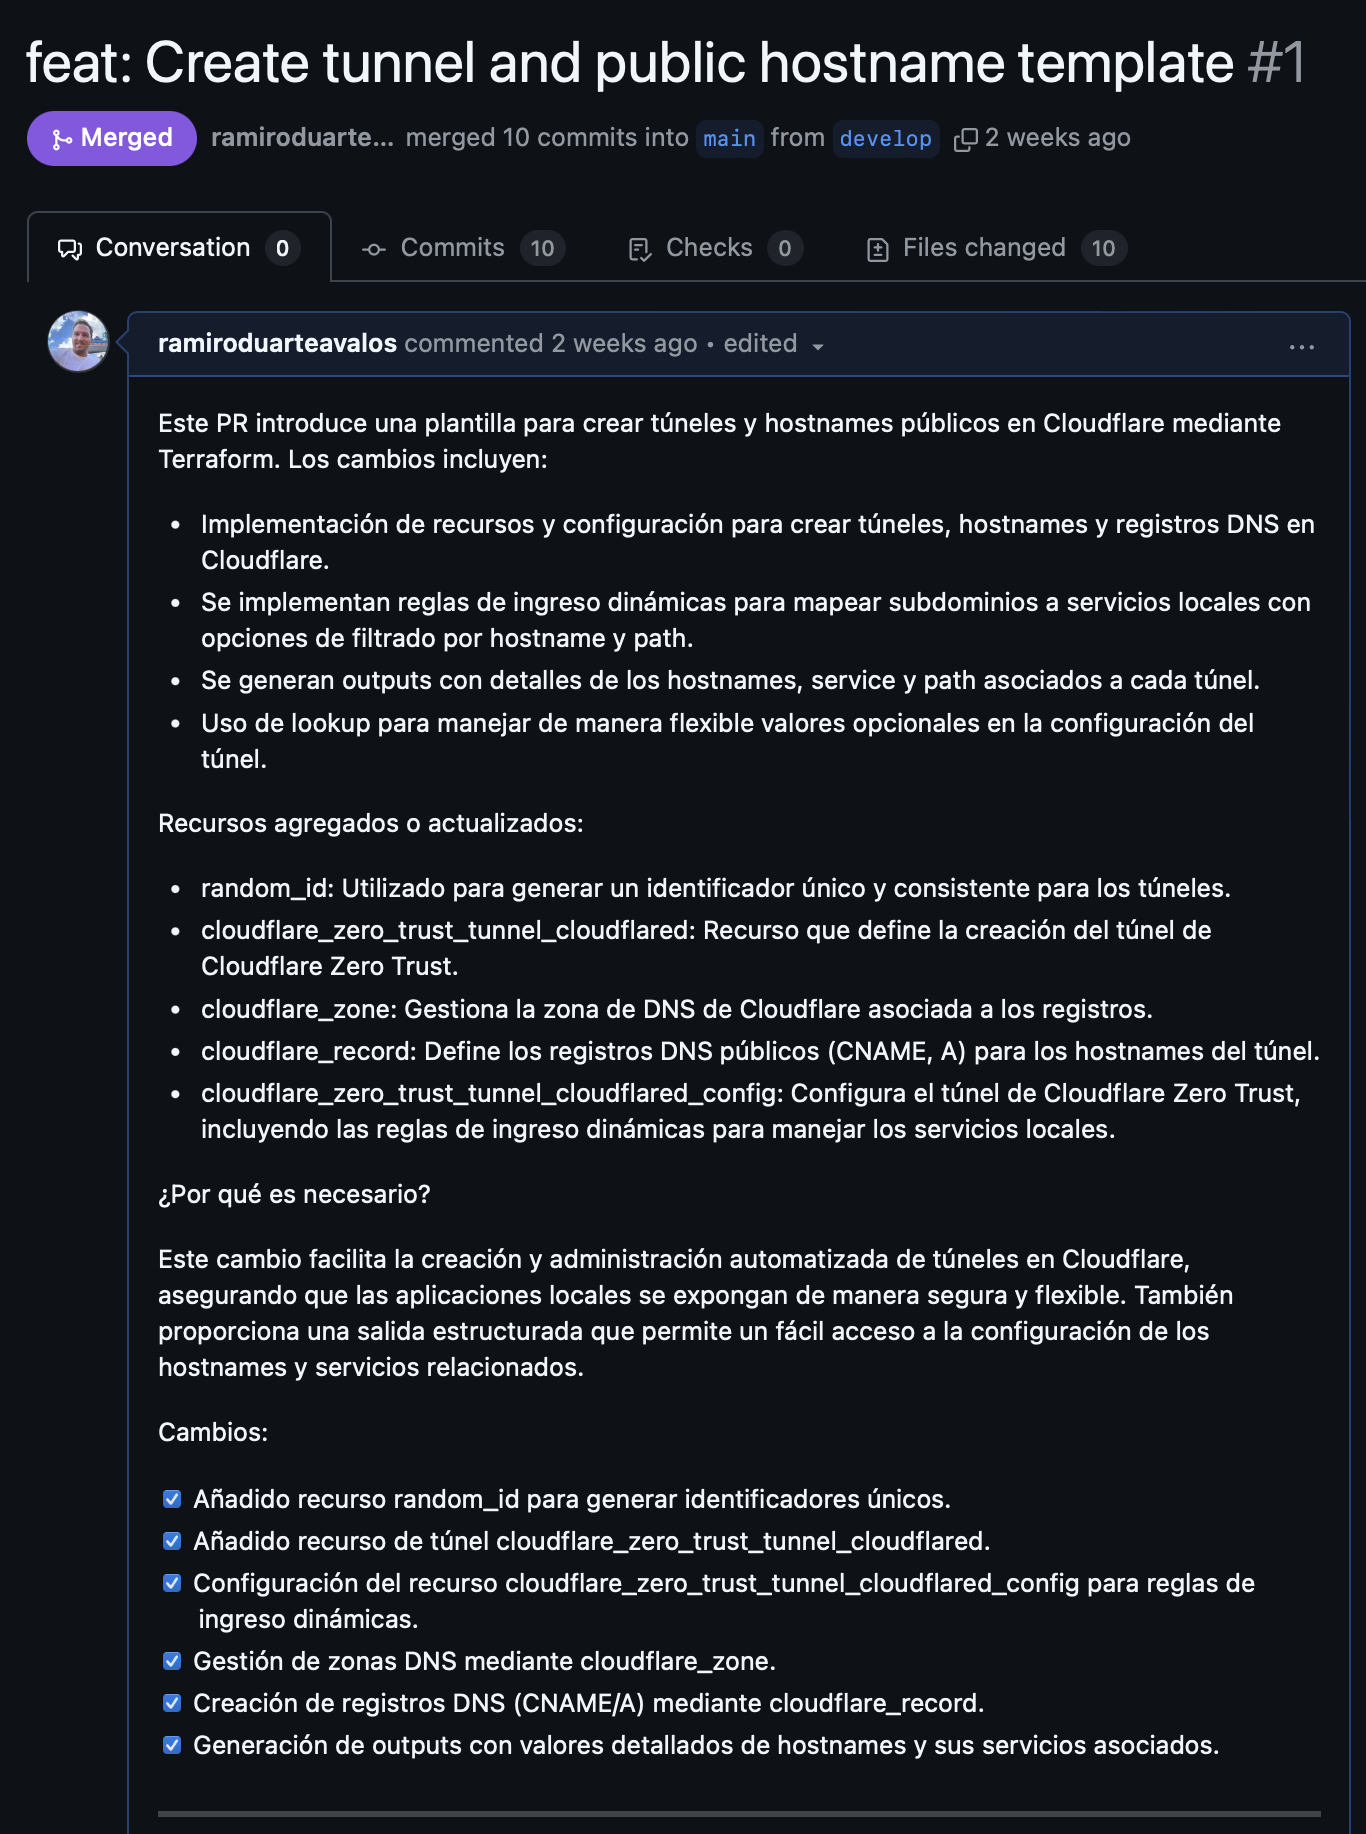 feat: Create tunnel and public hostname template #1
Merged ramiroduarte... merged 10 commits into main from develop 2 weeks ago
Conversation 0 Commits 10 Checks 0 Files changed 10
ramiroduarteavalos commented 2 weeks ago • edited ...
Este PR introduce una plantilla para crear túneles y hostnames públicos en Cloudflare mediante
Terraform. Los cambios incluyen:
• Implementación de recursos y configuración para crear túneles, hostnames y registros DNS en
Cloudflare.
• Se implementan reglas de ingreso dinámicas para mapear subdominios a servicios locales con
opciones de filtrado por hostname y path.
• Se generan outputs con detalles de los hostnames, service y path asociados a cada túnel.
• Uso de lookup para manejar de manera flexible valores opcionales en la configuración del
túnel.
Recursos agregados o actualizados:
• random_id: Utilizado para generar un identificador único y consistente para los túneles.
• cloudflare_zero_trust_tunnel_cloudflared: Recurso que define la creación del túnel de
Cloudflare Zero Trust.
• cloudflare_zone: Gestiona la zona de DNS de Cloudflare asociada a los registros.
• cloudflare_record: Define los registros DNS públicos (CNAME, A) para los hostnames del túnel.
• cloudflare_zero_trust_tunnel_cloudflared_config: Configura el túnel de Cloudflare Zero Trust,
incluyendo las reglas de ingreso dinámicas para manejar los servicios locales.
¿Por qué es necesario?
Este cambio facilita la creación y administración automatizada de túneles en Cloudflare,
asegurando que las aplicaciones locales se expongan de manera segura y flexible. También
proporciona una salida estructurada que permite un fácil acceso a la configuración de los
hostnames y servicios relacionados.
Cambios:
Añadido recurso random_id para generar identificadores únicos.
Añadido recurso de túnel cloudflare_zero_trust_tunnel_cloudflared.
Configuración del recurso cloudflare_zero_trust_tunnel_cloudflared_config para reglas de
ingreso dinámicas.
Gestión de zonas DNS mediante cloudflare_zone.
Creación de registros DNS (CNAME/A) mediante cloudflare_record.
Generación de outputs con valores detallados de hostnames y sus servicios asociados.